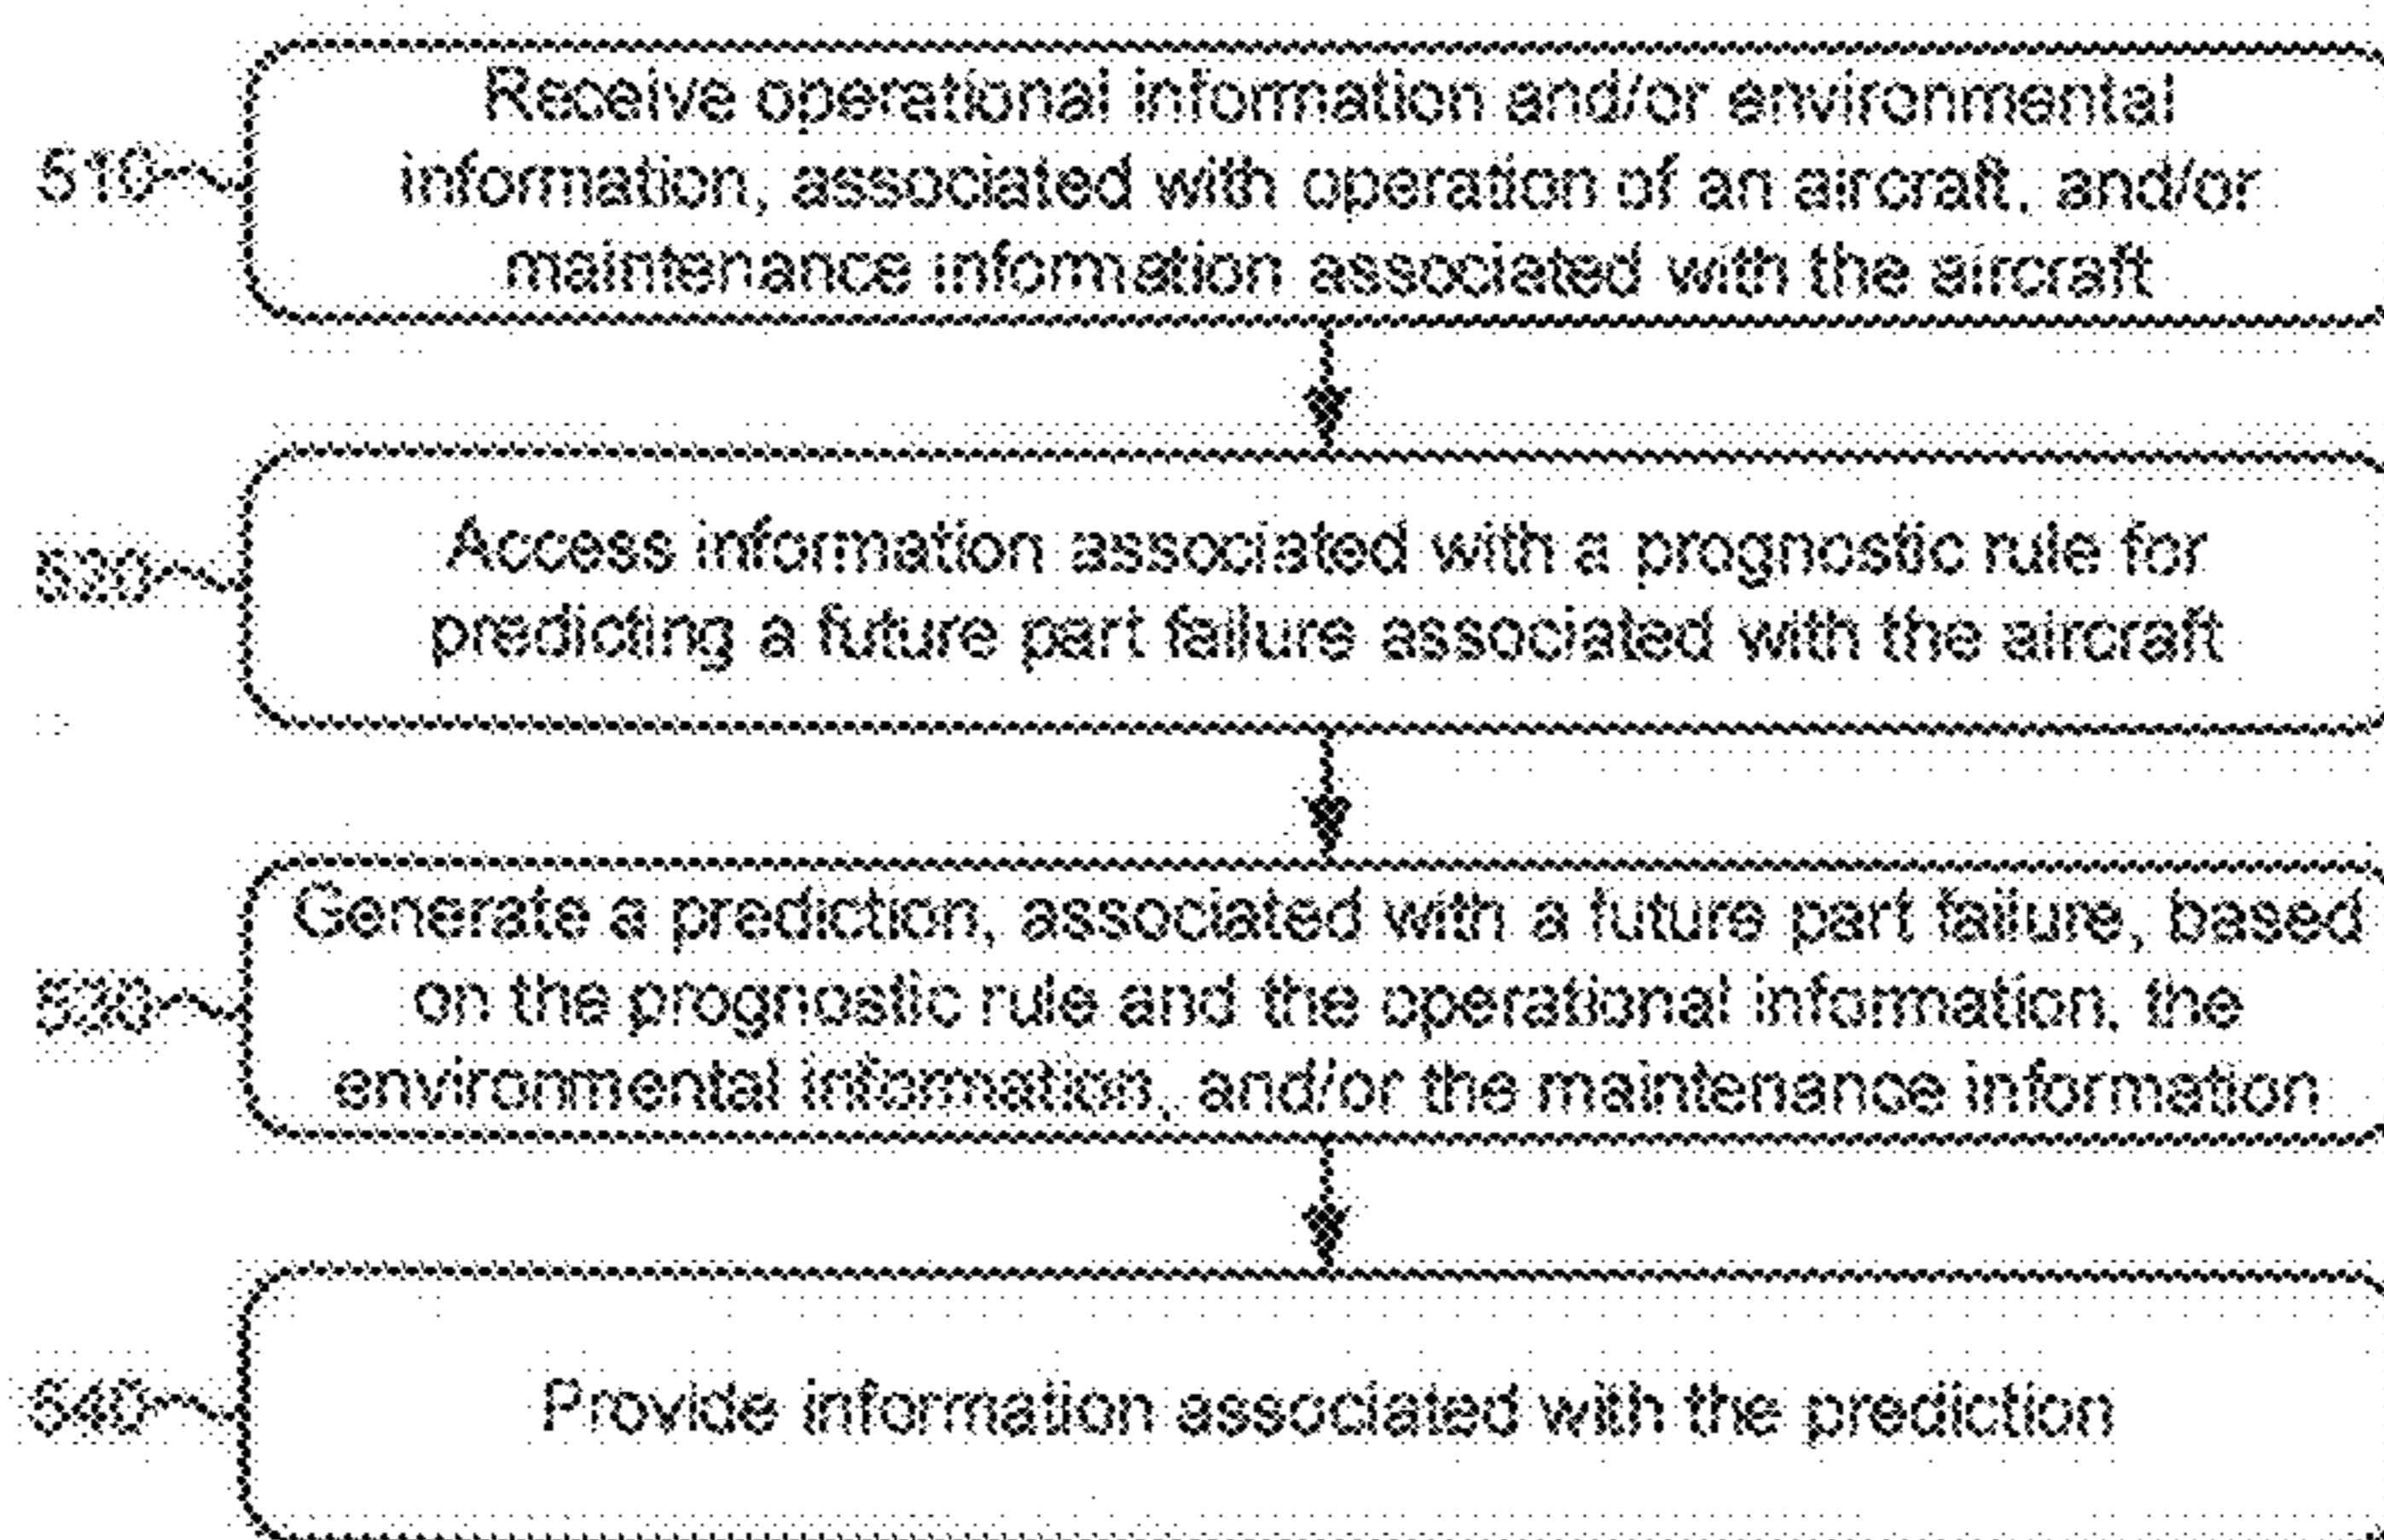 Receive operational information and/or environmental
510
information, associated with operation of an aircraft, and/or
maintenance information associated with the aircraft
Access information associated with a prognostic rule for
520
predicting a future part failure associated with the aircraft
Generate a prediction, associated with a future part failure, based
530
on the prognostic rule and the operational information, the
environmental information, and/or the maintenance information
540
Provide information associated with the prediction